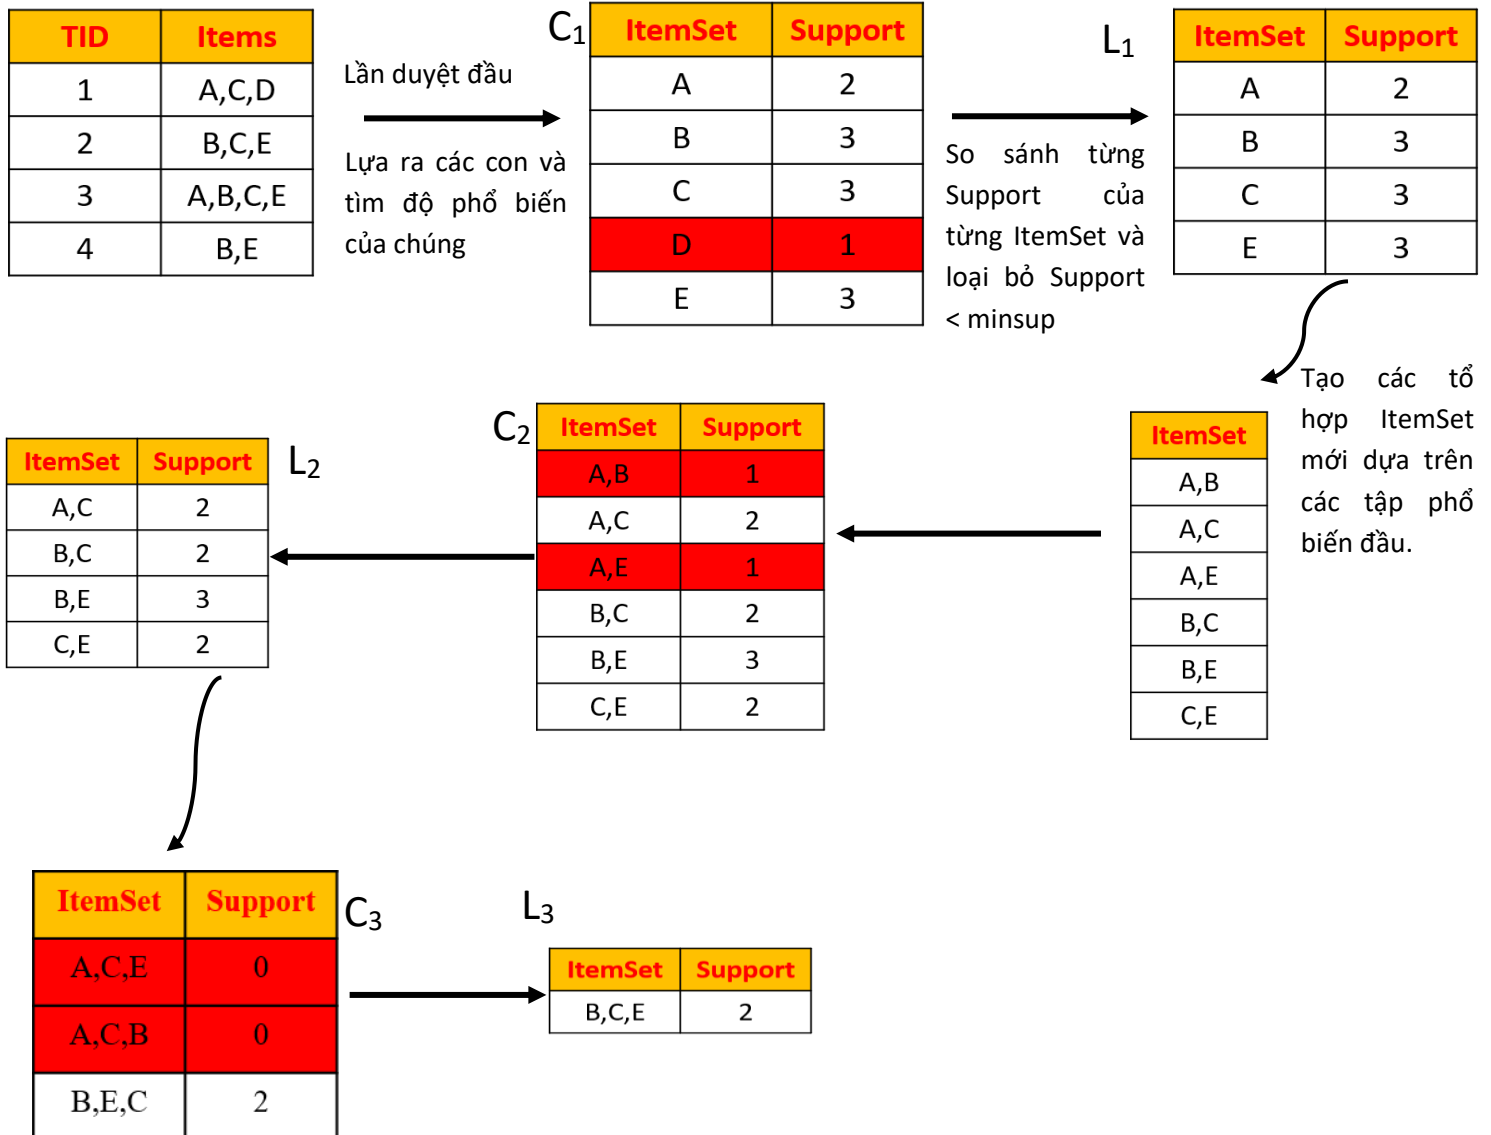 TID Items
1 A,C,D
2 B,C,E
3 A,B,C,E
4 B,E
Lần duyệt đầu
Lựa ra các con và
tìm độ phổ biến
của chúng
C1
ItemSet Support
A 2
B 3
C 3
D 1
E 3
So sánh từng
Support của
từng ItemSet và
loại bỏ Support
< minsup
L1
ItemSet Support
A 2
B 3
C 3
E 3
Tạo các tổ
hợp ItemSet
mới dựa trên
các tập phổ
biến đầu.
ItemSet
A,B
A,C
A,E
B,C
B,E
C,E
C2
ItemSet Support
A,B 1
A,C 2
A,E 1
B,C 2
B,E 3
C,E 2
L2
ItemSet Support
A,C 2
B,C 2
B,E 3
C,E 2
C3
ItemSet Support
A,C,E 0
A,C,B 0
B,E,C 2
L3
ItemSet Support
B,C,E 2